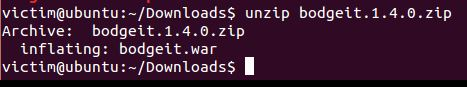 victim@ubuntu:~/Downloads$ unzip bodgeit.1.4.0.zip
Archive:  bodgeit.1.4.0.zip
  inflating: bodgeit.war
victim@ubuntu:~/Downloads$